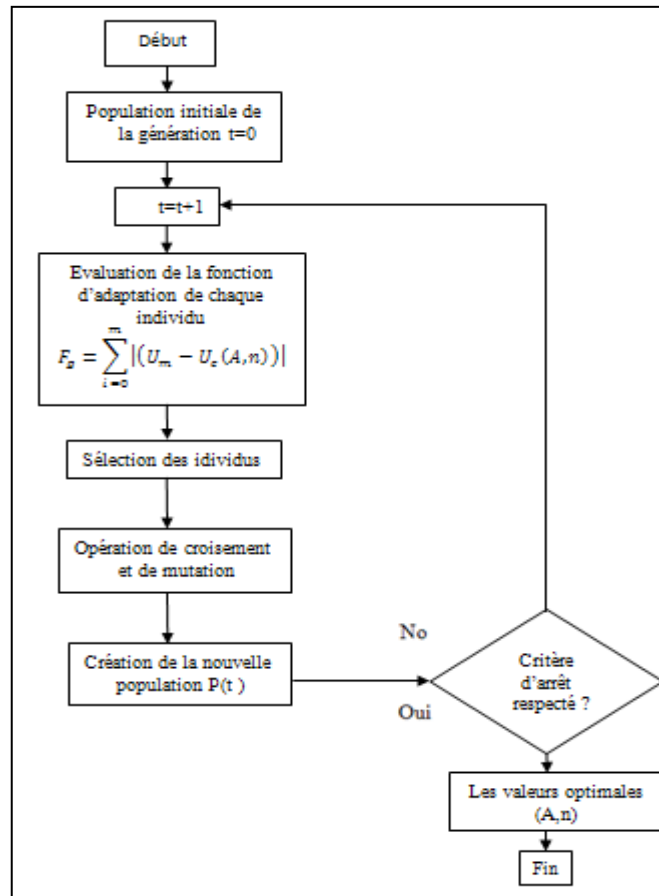 Début
Population initiale de
la génération t=0
t=t+1
Evaluation de la fonction
d'adaptation de chaque
individu
F_g = \sum_{i=0}^{m} |(U_m − U_c (A,n))|
Sélection des idividus
Opération de croisement
et de mutation
Création de la nouvelle
population P(t )
No
Oui
Critère
d'arrêt
respecté ?
Les valeurs optimales
(A,n)
Fin